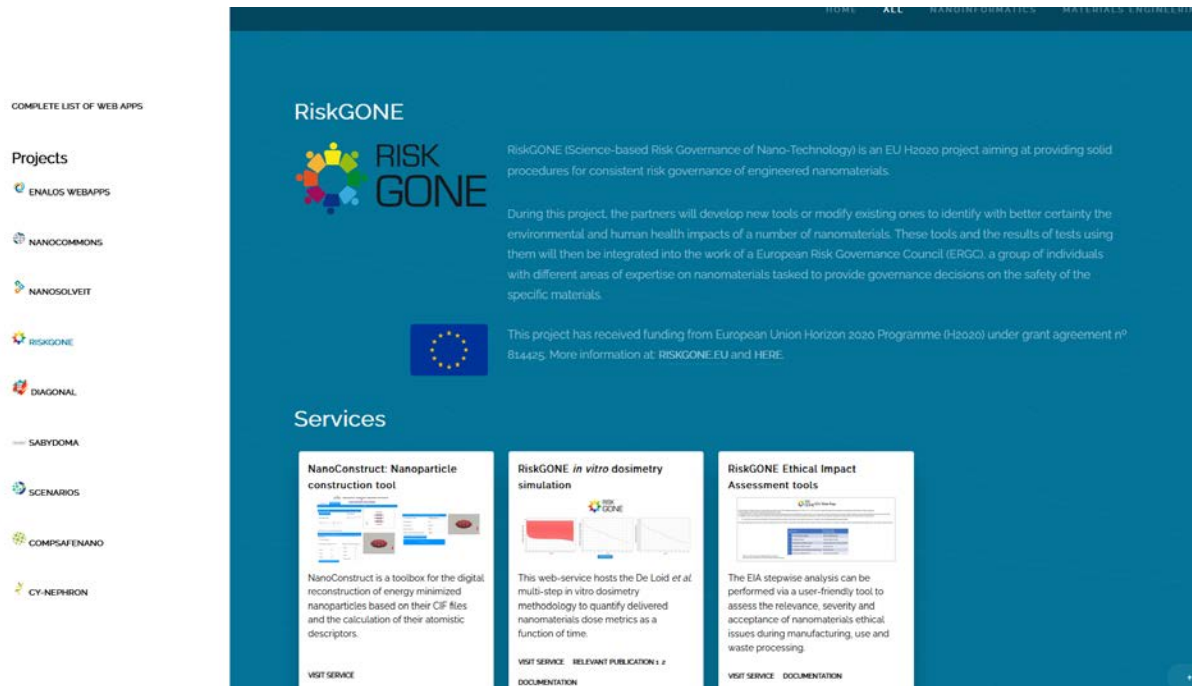 HOME ALL NANOINFORMATICS MATERIALS ENGINEERIN
COMPLETE LIST OF WEB APPS
Projects
ENALOS WEBAPPS
NANOCOMMONS
NANOSOLVEIT
RISKGONE
DIAGONAL
SABYDOMA
SCENARIOS
COMPSAFENANO
CY-NEPHRON
RiskGONE
RISK
GONE
RiskGONE (Science-based Risk Governance of Nano-Technology) is an EU H2020 project aiming at providing solid
procedures for consistent risk governance of engineered nanomaterials.
During this project, the partners will develop new tools or modify existing ones to identify with better certainty the
environmental and human health impacts of a number of nanomaterials. These tools and the results of tests using
them will then be integrated into the work of a European Risk Governance Council (ERGC), a group of individuals
with different areas of expertise on nanomaterials tasked to provide governance decisions on the safety of the
specific materials.
This project has received funding from European Union Horizon 2020 Programme (H2020) under grant agreement nº
814425. More information at: RISKGONE.EU and HERE.
Services
NanoConstruct: Nanoparticle
construction tool
NanoConstruct is a toolbox for the digital
reconstruction of energy minimized
nanoparticles based on their CIF files
and the calculation of their atomistic
descriptors.
VISIT SERVICE
RiskGONE in vitro dosimetry
simulation
RISK
GONE
This web-service hosts the De Loid et al.
multi-step in vitro dosimetry
methodology to quantify delivered
nanomaterials dose metrics as a
function of time.
VISIT SERVICE RELEVANT PUBLICATION 1 2
DOCUMENTATION
RiskGONE Ethical Impact
Assessment tools
The EIA stepwise analysis can be
performed via a user-friendly tool to
assess the relevance, severity and
acceptance of nanomaterials ethical
issues during manufacturing, use and
waste processing.
VISIT SERVICE DOCUMENTATION